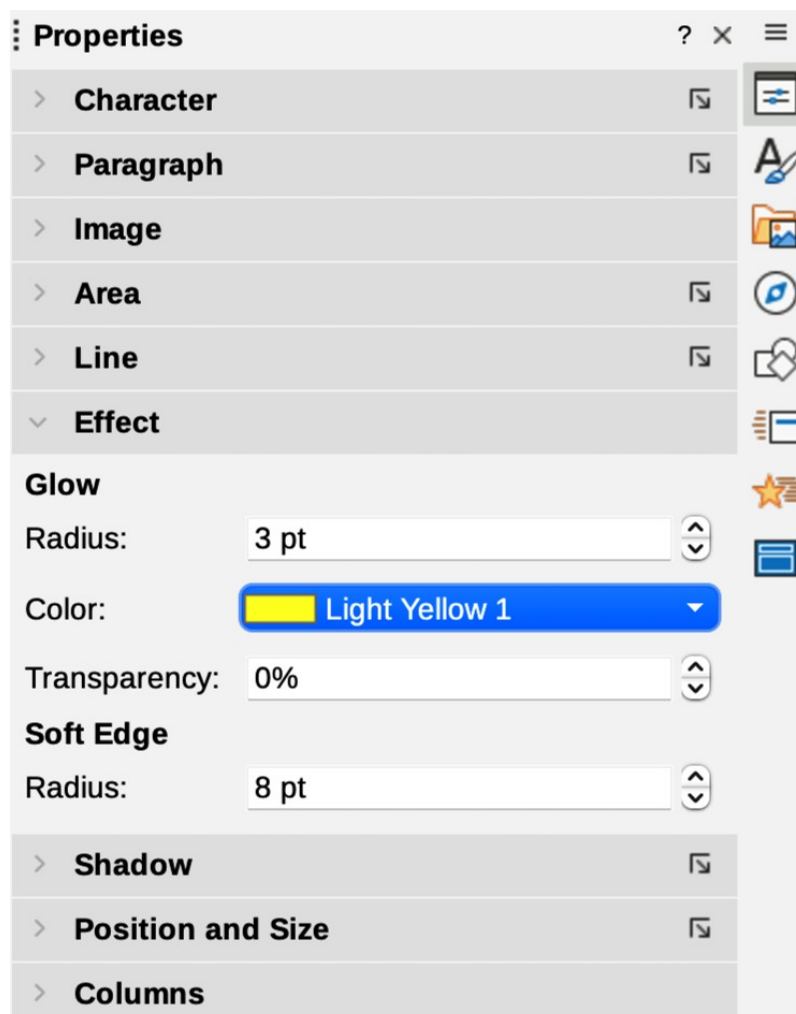 Properties ?
Character
Paragraph
Image
Area
Line
Effect
Glow
Radius: 3 pt
Color: Light Yellow 1
Transparency: 0%
Soft Edge
Radius: 8 pt
Shadow
Position and Size
Columns